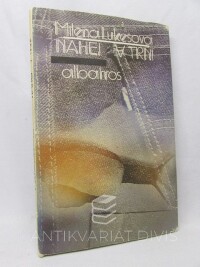 Milena Lukešová
NAHEJ V TRNÍ
albatros
ANTIKVARIÁT DIVIŠ